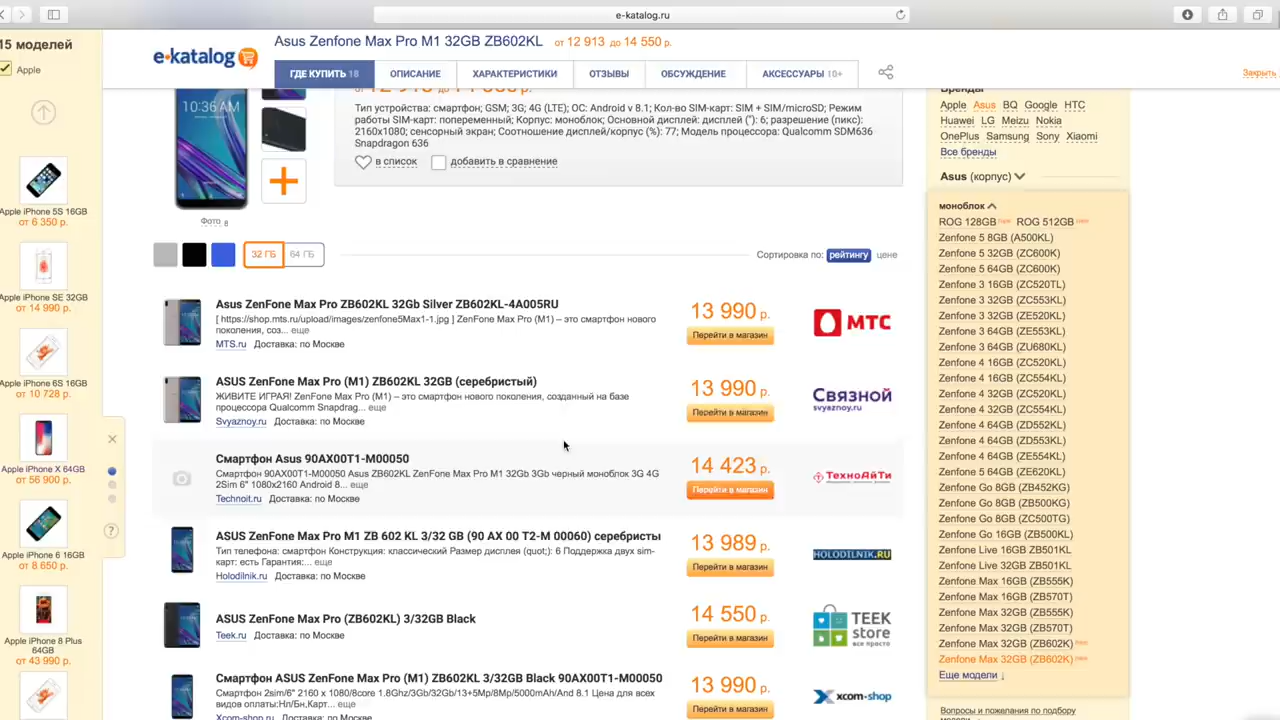 e-katalog.ru
15 моделей
Apple
Apple iPhone 5S 16GB
от 6 350 р.
Apple iPhone SE 32GB
от 14 990 р.
Apple iPhone 6S 16GB
от 10 728 р.
Apple iPhone X 64GB
от 56 900 р.
Apple iPhone 6 16GB
от 8 650 р.
Apple iPhone 8 Plus
64GB
от 43 990 р.
?
e·katalog
Asus Zenfone Max Pro M1 32GB ZB602KL от 12 913 до 14 550 р.
ГДЕ КУПИТЬ 18
ОПИСАНИЕ
ХАРАКТЕРИСТИКИ
ОТЗЫВЫ
ОБСУЖДЕНИЕ
АКСЕССУАРЫ 10+
Закрыть
10:36 AM
Тип устройства: смартфон; GSM; 3G; 4G (LTE); ОС: Android v 8.1; Кол-во SIM-карт: SIM + SIM/microSD; Режим
работы SIM-карт: попеременный; Корпус: моноблок; Основной дисплей: дисплей ("): 6; разрешение (пикс):
2160x1080; сенсорный экран; Соотношение дисплей/корпус (%): 77; Модель процессора: Qualcomm SDM636
Snapdragon 636
в список
добавить в сравнение
Фото 8
32 ГБ
64 ГБ
Сортировка по: рейтингу цене
Asus ZenFone Max Pro ZB602KL 32Gb Silver ZB602KL-4A005RU
[ https://shop.mts.ru/upload/images/zenfone5Max1-1.jpg ] ZenFone Max Pro (M1) – это смартфон нового
поколения, соз... еще
MTS.ru Доставка: по Москве
13 990 р.
Перейти в магазин
МТС
ASUS ZenFone Max Pro (M1) ZB602KL 32GB (серебристый)
ЖИВИТЕ ИГРАЯ! ZenFone Max Pro (M1) – это смартфон нового поколения, созданный на базе
процессора Qualcomm Snapdrag... еще
Svyaznoy.ru Доставка: по Москве
13 990 р.
Перейти в магазин
Связной
svyaznoy.ru
Смартфон Asus 90AX00T1-M00050
Смартфон 90AX00T1-M00050 Asus ZB602KL ZenFone Max Pro M1 32Gb 3Gb черный моноблок 3G 4G
2Sim 6" 1080x2160 Android 8... еще
Technoit.ru Доставка: по Москве
14 423 р.
Перейти в магазин
ТехноАйТи
ASUS ZenFone Max Pro M1 ZB 602 KL 3/32 GB (90 AX 00 T2-M 00060) серебристы
Тип телефона: смартфон Конструкция: классический Размер дисплея (quot;): 6 Поддержка двух sim-
карт: есть Гарантия:... еще
Holodilnik.ru Доставка: по Москве
13 989 р.
Перейти в магазин
HOLODILNIK.RU
ASUS ZenFone Max Pro (ZB602KL) 3/32GB Black
Teek.ru Доставка: по Москве
14 550 р.
Перейти в магазин
TEEK
store
все просто
Смартфон ASUS ZenFone Max Pro (M1) ZB602KL 3/32GB Black 90AX00T1-M00050
Смартфон 2sim/6" 2160 x 1080/8core 1.8Ghz/3Gb/32Gb/13+5Mp/8Mp/5000mAh/And 8.1 Цена для всех
видов оплаты:Нл/Бн,Карт... еще
Xcom-shop.ru Доставка: по Москве
13 990 р.
Перейти в магазин
xcom-shop
Бренды
Apple Asus BQ Google HTC
Huawei LG Meizu Nokia
OnePlus Samsung Sony Xiaomi
Все бренды
Asus (корпус)
моноблок
ROG 128GB ROG 512GB
Zenfone 5 8GB (A500KL)
Zenfone 5 32GB (ZC600K)
Zenfone 5 64GB (ZC600K)
Zenfone 3 16GB (ZC520TL)
Zenfone 3 32GB (ZC553KL)
Zenfone 3 32GB (ZE520KL)
Zenfone 3 64GB (ZE553KL)
Zenfone 3 64GB (ZU680KL)
Zenfone 4 16GB (ZC520KL)
Zenfone 4 16GB (ZC554KL)
Zenfone 4 32GB (ZC520KL)
Zenfone 4 32GB (ZC554KL)
Zenfone 4 64GB (ZD552KL)
Zenfone 4 64GB (ZD553KL)
Zenfone 4 64GB (ZE554KL)
Zenfone 5 64GB (ZE620KL)
Zenfone Go 8GB (ZB452KG)
Zenfone Go 8GB (ZB500KG)
Zenfone Go 8GB (ZC500TG)
Zenfone Go 16GB (ZB500KL)
Zenfone Live 16GB ZB501KL
Zenfone Live 32GB ZB501KL
Zenfone Max 16GB (ZB555K)
Zenfone Max 16GB (ZB570T)
Zenfone Max 32GB (ZB555K)
Zenfone Max 32GB (ZB570T)
Zenfone Max 32GB (ZB602K)
Zenfone Max 32GB (ZB602K)
Еще модели ↓
Вопросы и пожелания по подбору